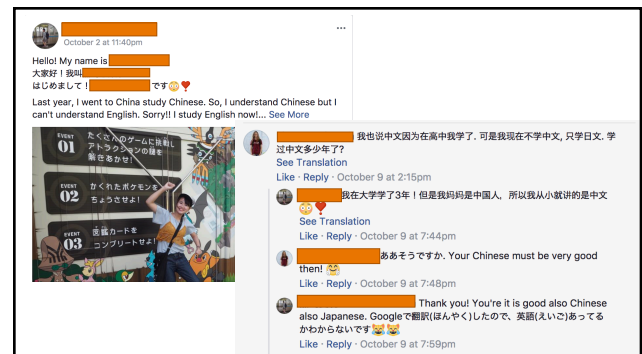 October 2 at 11:40pm
...
Hello! My name is
大家好！我叫
はじめまして！ です😳❣️
Last year, I went to China study Chinese. So, I understand Chinese but I
can't understand English. Sorry!! I study English now!... See More
EVENT 01 たくさんのゲームに挑戦し
アトラクションの謎を
解きあかせ！
EVENT 02 かくれたポケモンを
ちょうさせよ！
EVENT 03 図鑑カードを
コンプリートせよ！
我也说中文因为在高中我学了. 可是我现在不学中文, 只学日文. 学
过中文多少年了?
See Translation
Like · Reply · October 9 at 2:15pm
我在大学学了3年！但是我妈妈是中国人，所以我从小就讲的是中文
😳❣️
See Translation
Like · Reply · October 9 at 7:44pm
ああそうですか. Your Chinese must be very good
then! 🤗
Like · Reply · October 9 at 7:48pm
Thank you! You're it is good also Chinese
also Japanese. Googleで翻訳(ほんやく)したので、英語(えいご)あってる
かわからないです😹😹
Like · Reply · October 9 at 7:59pm